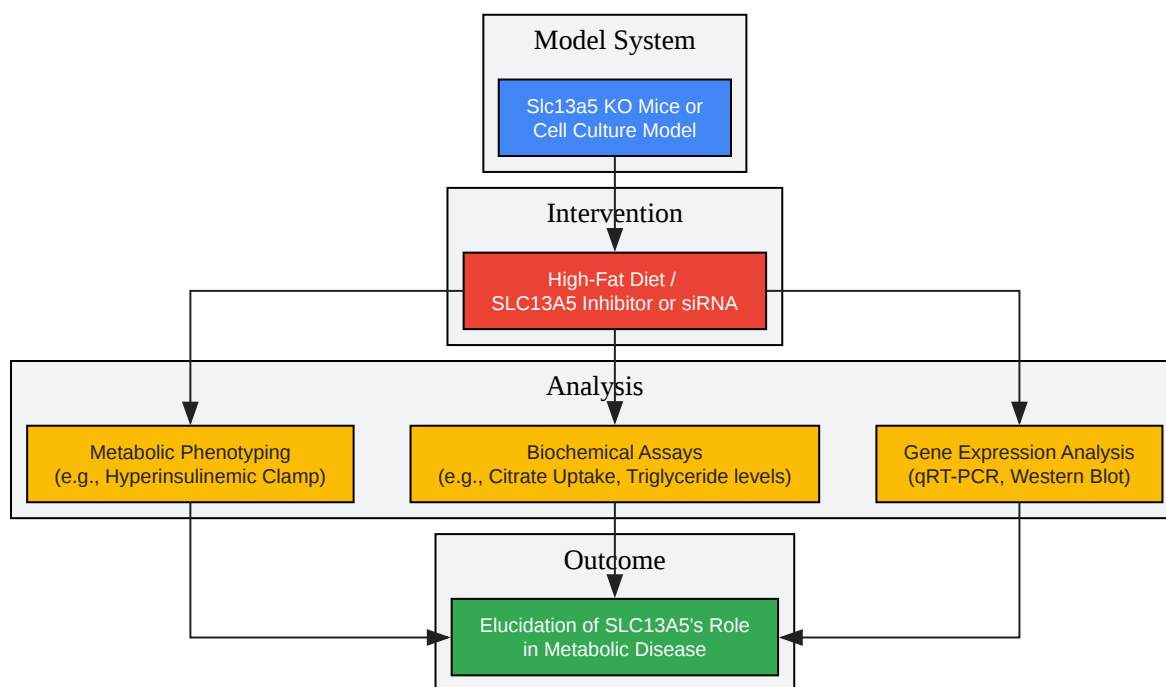 Model System
Slc13a5 KO Mice or
Cell Culture Model
Intervention
High-Fat Diet /
SLC13A5 Inhibitor or siRNA
Analysis
Metabolic Phenotyping
(e.g., Hyperinsulinemic Clamp)
Biochemical Assays
(e.g., Citrate Uptake, Triglyceride levels)
Gene Expression Analysis
(qRT-PCR, Western Blot)
Outcome
Elucidation of SLC13A5's Role
in Metabolic Disease